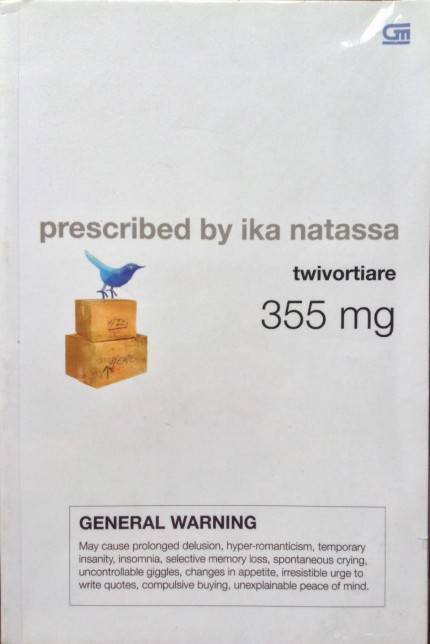 prescribed by ika natassa
twivortiare
355 mg
GENERAL WARNING
May cause prolonged delusion, hyper-romanticism, temporary
insanity, insomnia, selective memory loss, spontaneous crying,
uncontrollable giggles, changes in appetite, irresistible urge to
write quotes, compulsive buying, unexplainable peace of mind.